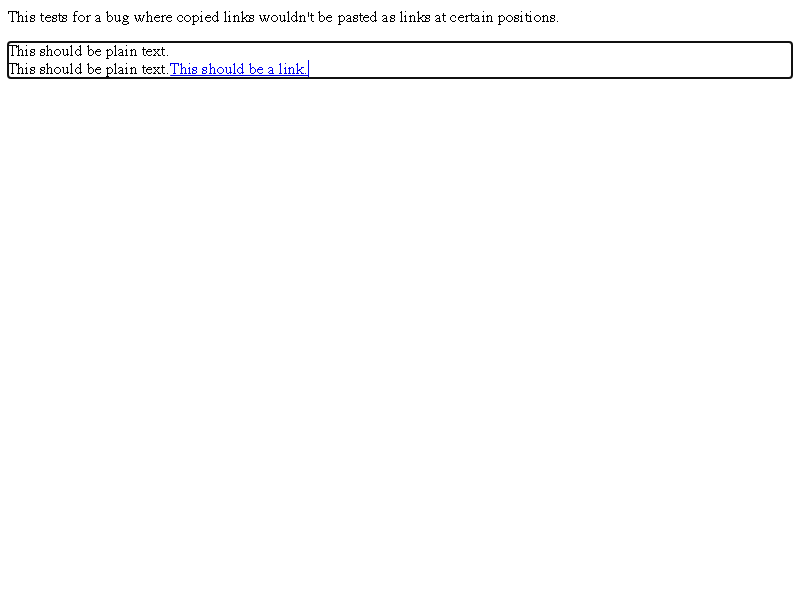 This tests for a bug where copied links wouldn't be pasted as links at certain positions.
This should be plain text.
This should be plain text.This should be a link.